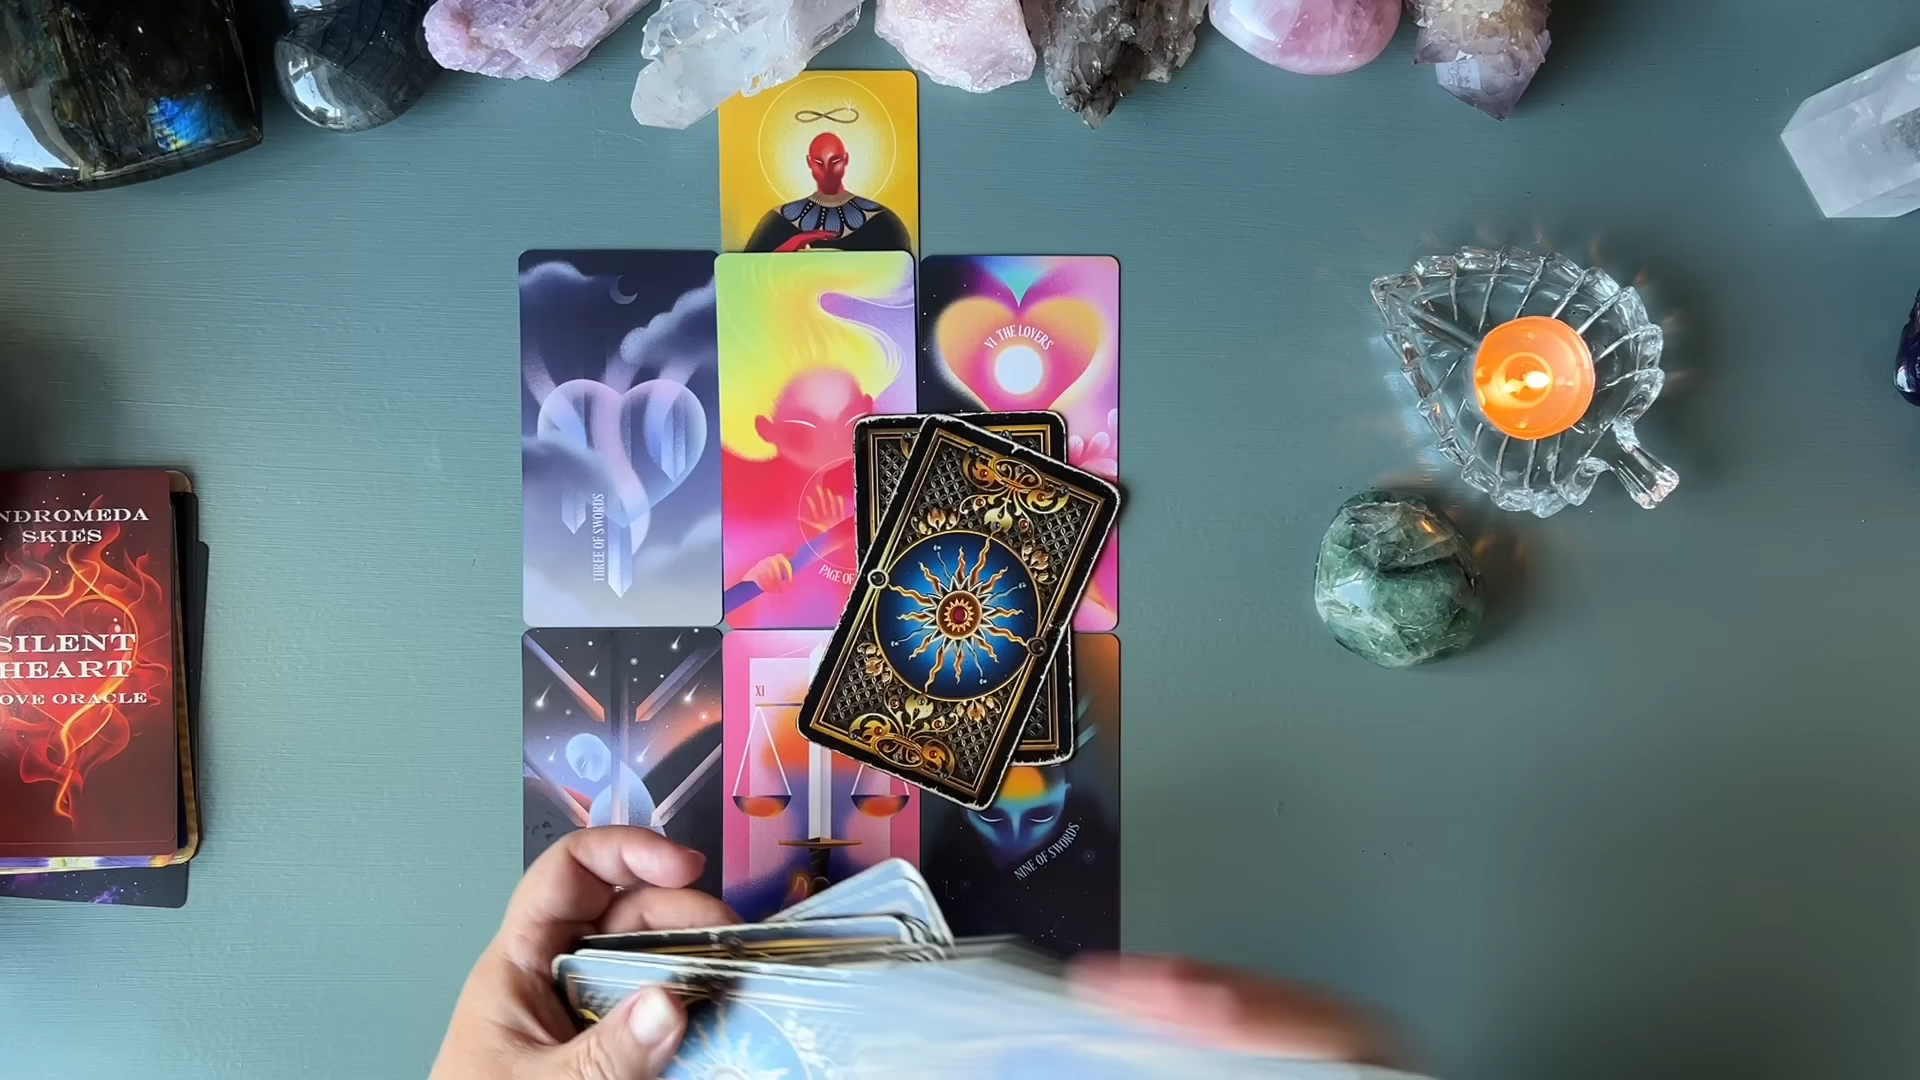 VI THE LOVERS
THREE OF SWORDS
PAGE OF
XI
NINE OF SWORDS
NDROMEDA
SKIES
SILENT
HEART
OVE ORACLE